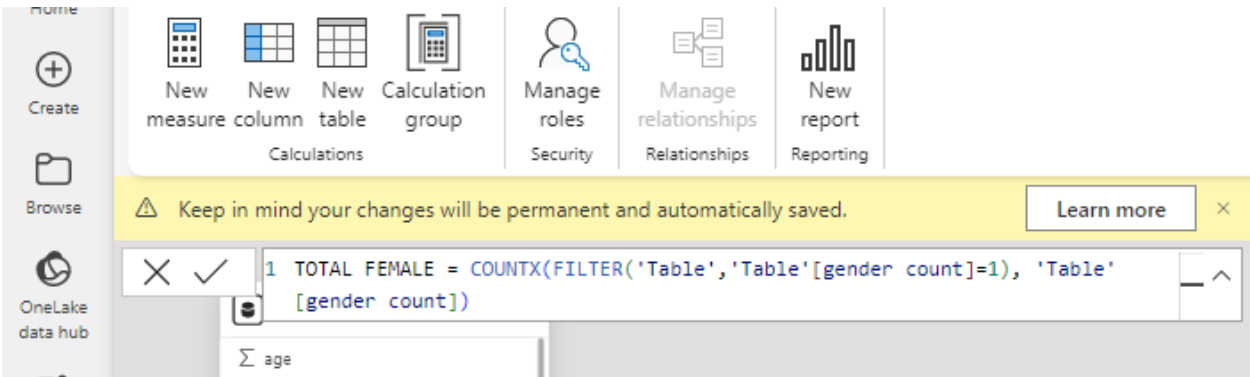 Home
Create
Browse
OneLake
data hub
New
measure
New
column
New
table
Calculation
group
Calculations
Manage
roles
Security
Manage
relationships
Relationships
New
report
Reporting
Keep in mind your changes will be permanent and automatically saved.
Learn more
1 TOTAL FEMALE = COUNTX(FILTER('Table','Table'[gender count]=1), 'Table'
[gender count])
∑ age